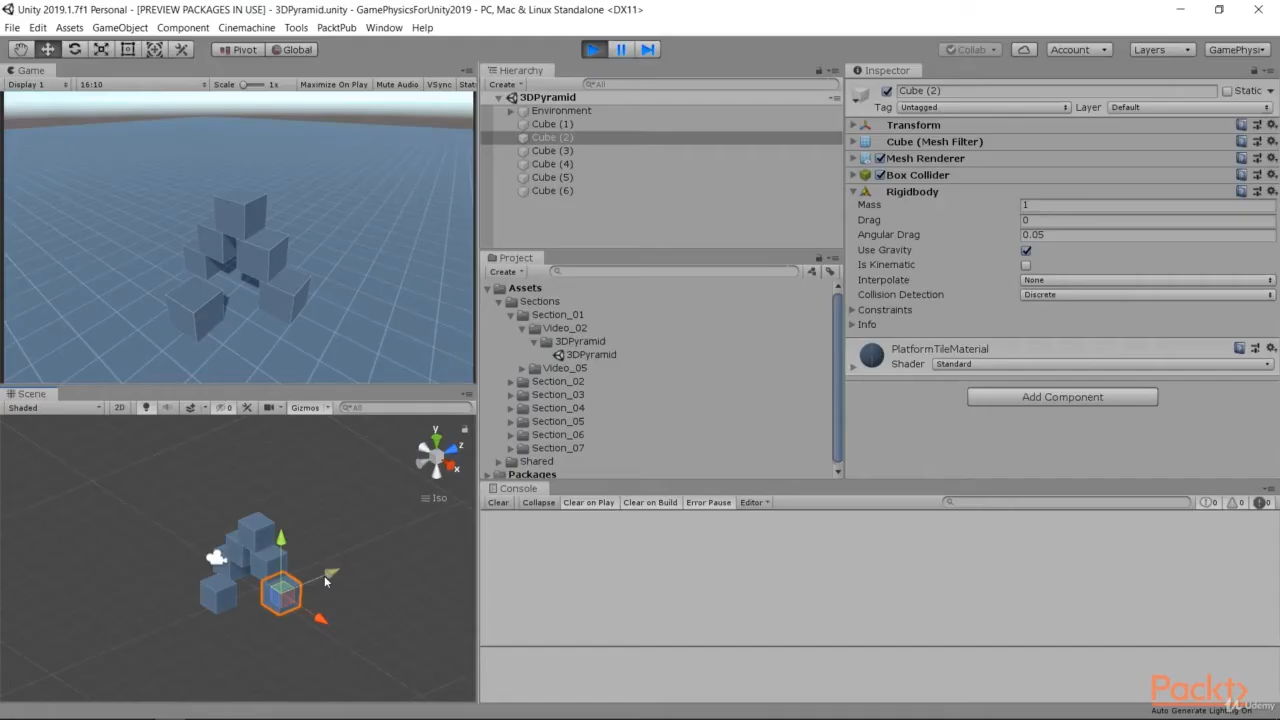 Unity 2019.1.7f1 Personal - [PREVIEW PACKAGES IN USE] - 3DPyramid.unity - GamePhysicsForUnity2019 - PC, Mac & Linux Standalone <DX11>
File Edit Assets GameObject Component Cinemachine Tools PacktPub Window Help
Pivot Global Collab Account Layers GamePhysi
Game
Display 1 16:10 Scale 1x Maximize On Play Mute Audio VSync Stat
Hierarchy
Create All
3DPyramid
Environment
Cube (1)
Cube (2)
Cube (3)
Cube (4)
Cube (5)
Cube (6)
Project
Create
Assets
Sections
Section_01
Video_02
3DPyramid
3DPyramid
Video_05
Section_02
Section_03
Section_04
Section_05
Section_06
Section_07
Shared
Packages
Inspector
Cube (2) Static
Tag Untagged Layer Default
Transform
Cube (Mesh Filter)
Mesh Renderer
Box Collider
Rigidbody
Mass 1
Drag 0
Angular Drag 0.05
Use Gravity
Is Kinematic
Interpolate None
Collision Detection Discrete
Constraints
Info
PlatformTileMaterial
Shader Standard
Add Component
Scene
Shaded 2D 0 Gizmos All
y
z
x
Iso
Console
Clear Collapse Clear on Play Clear on Build Error Pause Editor 0 0 0
Packt
Udemy
Auto Generate Lighting On